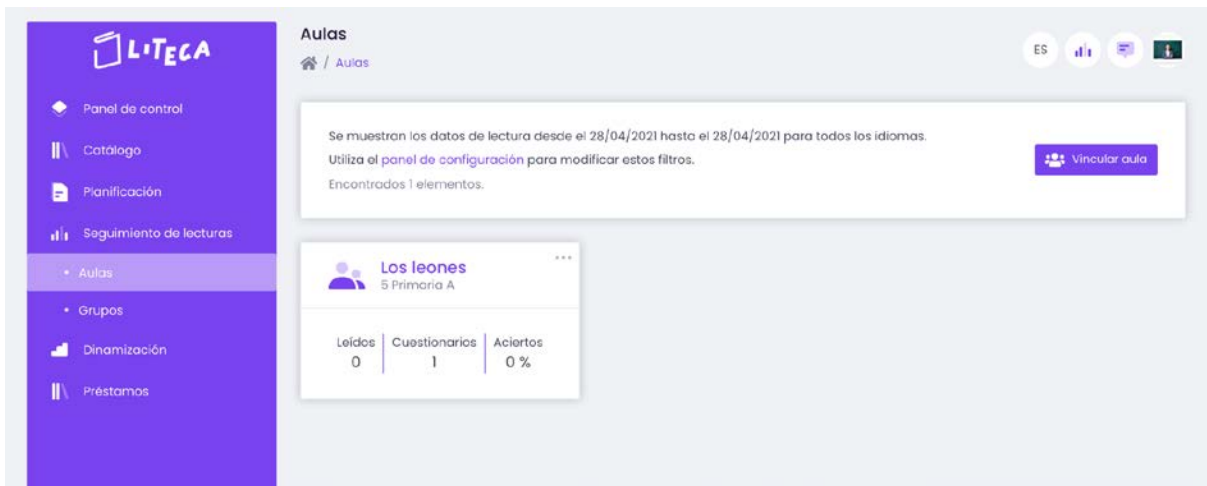 LITECA
Panel de control
Catálogo
Planificación
Seguimiento de lecturas
Aulas
Grupos
Dinamización
Préstamos
Aulas
/ Aulas
ES
Se muestran los datos de lectura desde el 28/04/2021 hasta el 28/04/2021 para todos los idiomas.
Utiliza el panel de configuración para modificar estos filtros.
Encontrados 1 elementos.
Vincular aula
Los leones
5 Primaria A
Leídos Cuestionarios Aciertos
0 1 0 %